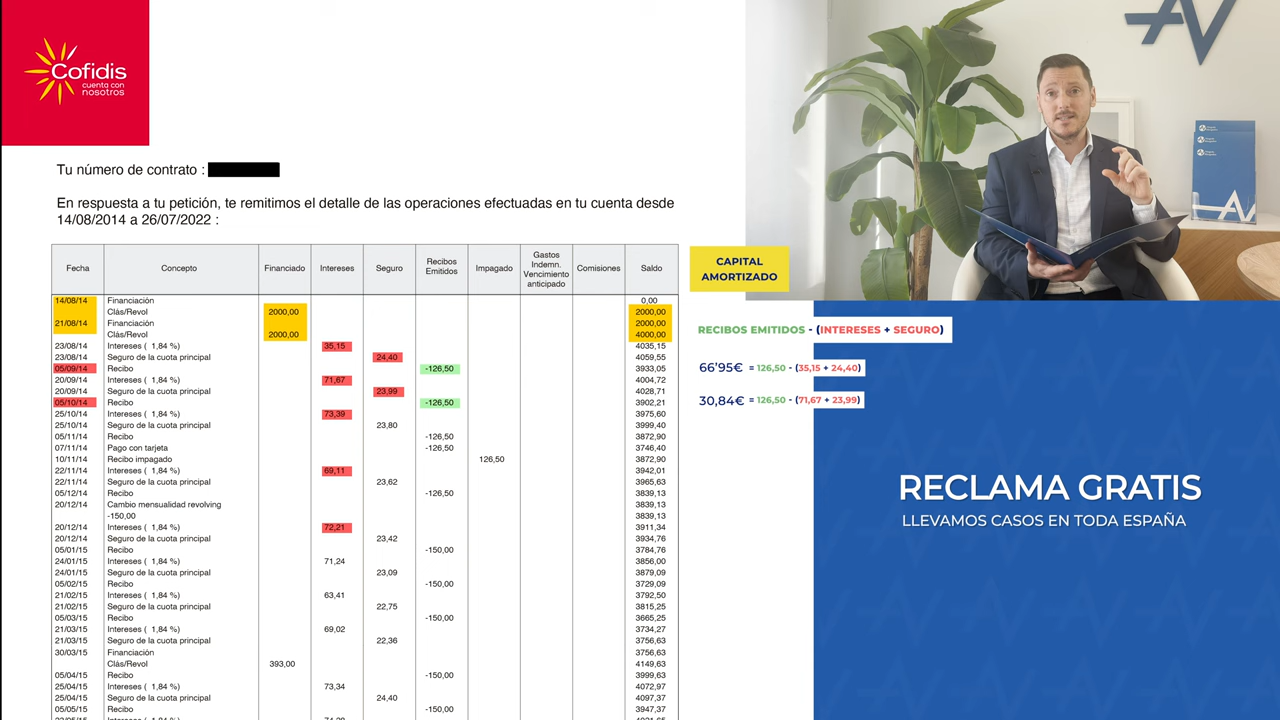 Cofidis
cuenta con
nosotros
Tu número de contrato :
En respuesta a tu petición, te remitimos el detalle de las operaciones efectuadas en tu cuenta desde
14/08/2014 a 26/07/2022 :
Fecha Concepto Financiado Intereses Seguro Recibos Emitidos Impagado Gastos Indemn. Vencimiento anticipado Comisiones Saldo
14/08/14 Financiación 0,00
Clás/Revol 2000,00 2000,00
21/08/14 Financiación 2000,00
Clás/Revol 2000,00 4000,00
23/08/14 Intereses ( 1,84 %) 35,15 4035,15
23/08/14 Seguro de la cuota principal 24,40 4059,55
05/09/14 Recibo -126,50 3933,05
20/09/14 Intereses ( 1,84 %) 71,67 4004,72
20/09/14 Seguro de la cuota principal 23,99 4028,71
05/10/14 Recibo -126,50 3902,21
25/10/14 Intereses ( 1,84 %) 73,39 3975,60
25/10/14 Seguro de la cuota principal 23,80 3999,40
05/11/14 Recibo -126,50 3872,90
07/11/14 Pago con tarjeta -126,50 3746,40
10/11/14 Recibo impagado 126,50 3872,90
22/11/14 Intereses ( 1,84 %) 69,11 3942,01
22/11/14 Seguro de la cuota principal 23,62 3965,63
05/12/14 Recibo -126,50 3839,13
20/12/14 Cambio mensualidad revolving 3839,13
-150,00 3839,13
20/12/14 Intereses ( 1,84 %) 72,21 3911,34
20/12/14 Seguro de la cuota principal 23,42 3934,76
05/01/15 Recibo -150,00 3784,76
24/01/15 Intereses ( 1,84 %) 71,24 3856,00
24/01/15 Seguro de la cuota principal 23,09 3879,09
05/02/15 Recibo -150,00 3729,09
21/02/15 Intereses ( 1,84 %) 63,41 3792,50
21/02/15 Seguro de la cuota principal 22,75 3815,25
05/03/15 Recibo -150,00 3665,25
21/03/15 Intereses ( 1,84 %) 69,02 3734,27
21/03/15 Seguro de la cuota principal 22,36 3756,63
30/03/15 Financiación 3756,63
Clás/Revol 393,00 4149,63
05/04/15 Recibo -150,00 3999,63
25/04/15 Intereses ( 1,84 %) 73,34 4072,97
25/04/15 Seguro de la cuota principal 24,40 4097,37
05/05/15 Recibo -150,00 3947,37
CAPITAL
AMORTIZADO
RECIBOS EMITIDOS - (INTERESES + SEGURO)
66'95€ = 126,50 - (35,15 + 24,40)
30,84€ = 126,50 - (71,67 + 23,99)
RECLAMA GRATIS
LLEVAMOS CASOS EN TODA ESPAÑA